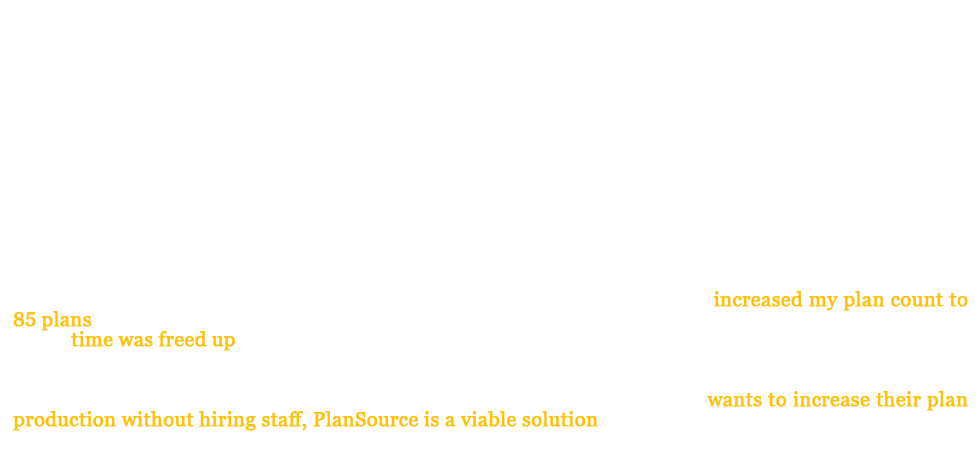 increased my plan count to
85 plans
time was freed up
wants to increase their plan
production without hiring staff, PlanSource is a viable solution